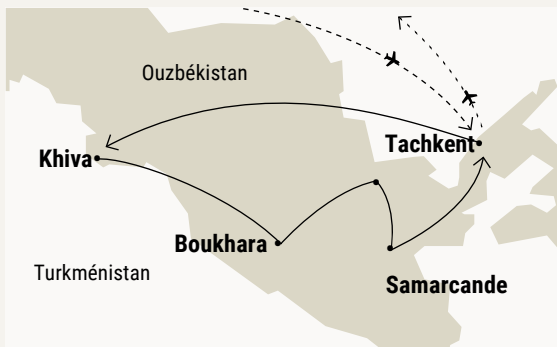 Ouzbékistan
Tachkent
Khiva
Boukhara
Turkménistan
Samarcande